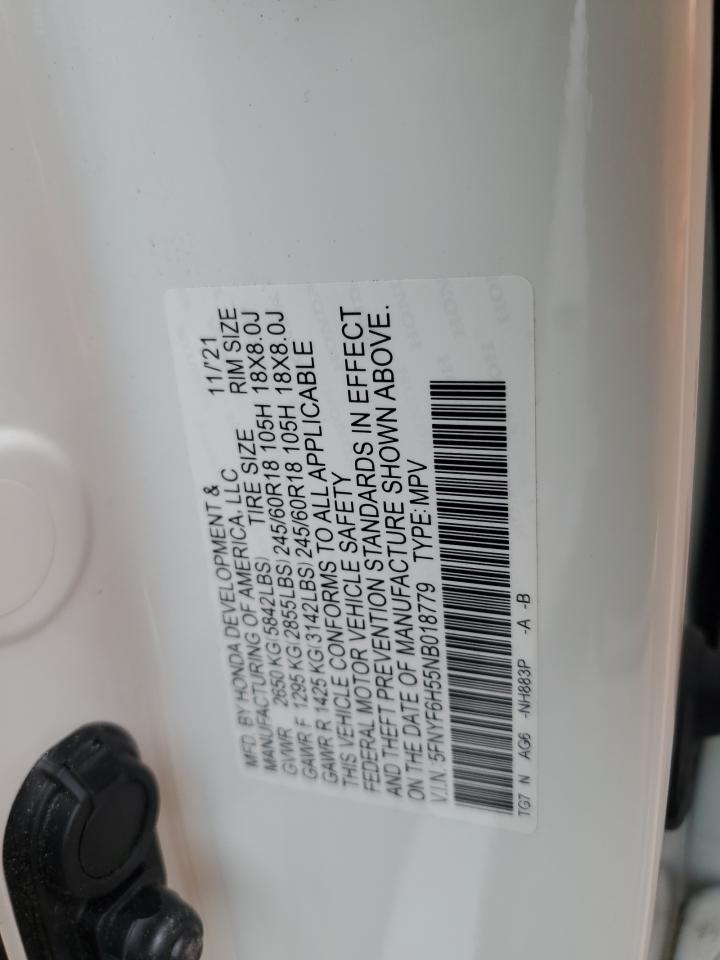 MFD. BY HONDA DEVELOPMENT & 11/'21
MANUFACTURING OF AMERICA, LLC
GVWR 2650 KG(5842LBS) TIRE SIZE RIM SIZE
GAWR F 1295 KG(2855LBS) 245/60R18 105H 18X8.0J
GAWR R 1425 KG(3142LBS) 245/60R18 105H 18X8.0J
THIS VEHICLE CONFORMS TO ALL APPLICABLE
FEDERAL MOTOR VEHICLE SAFETY
AND THEFT PREVENTION STANDARDS IN EFFECT
ON THE DATE OF MANUFACTURE SHOWN ABOVE.
V.I.N.:5FNYF6H55NB018779 TYPE: MPV
TG7 N AG6 -NH883P -A -B